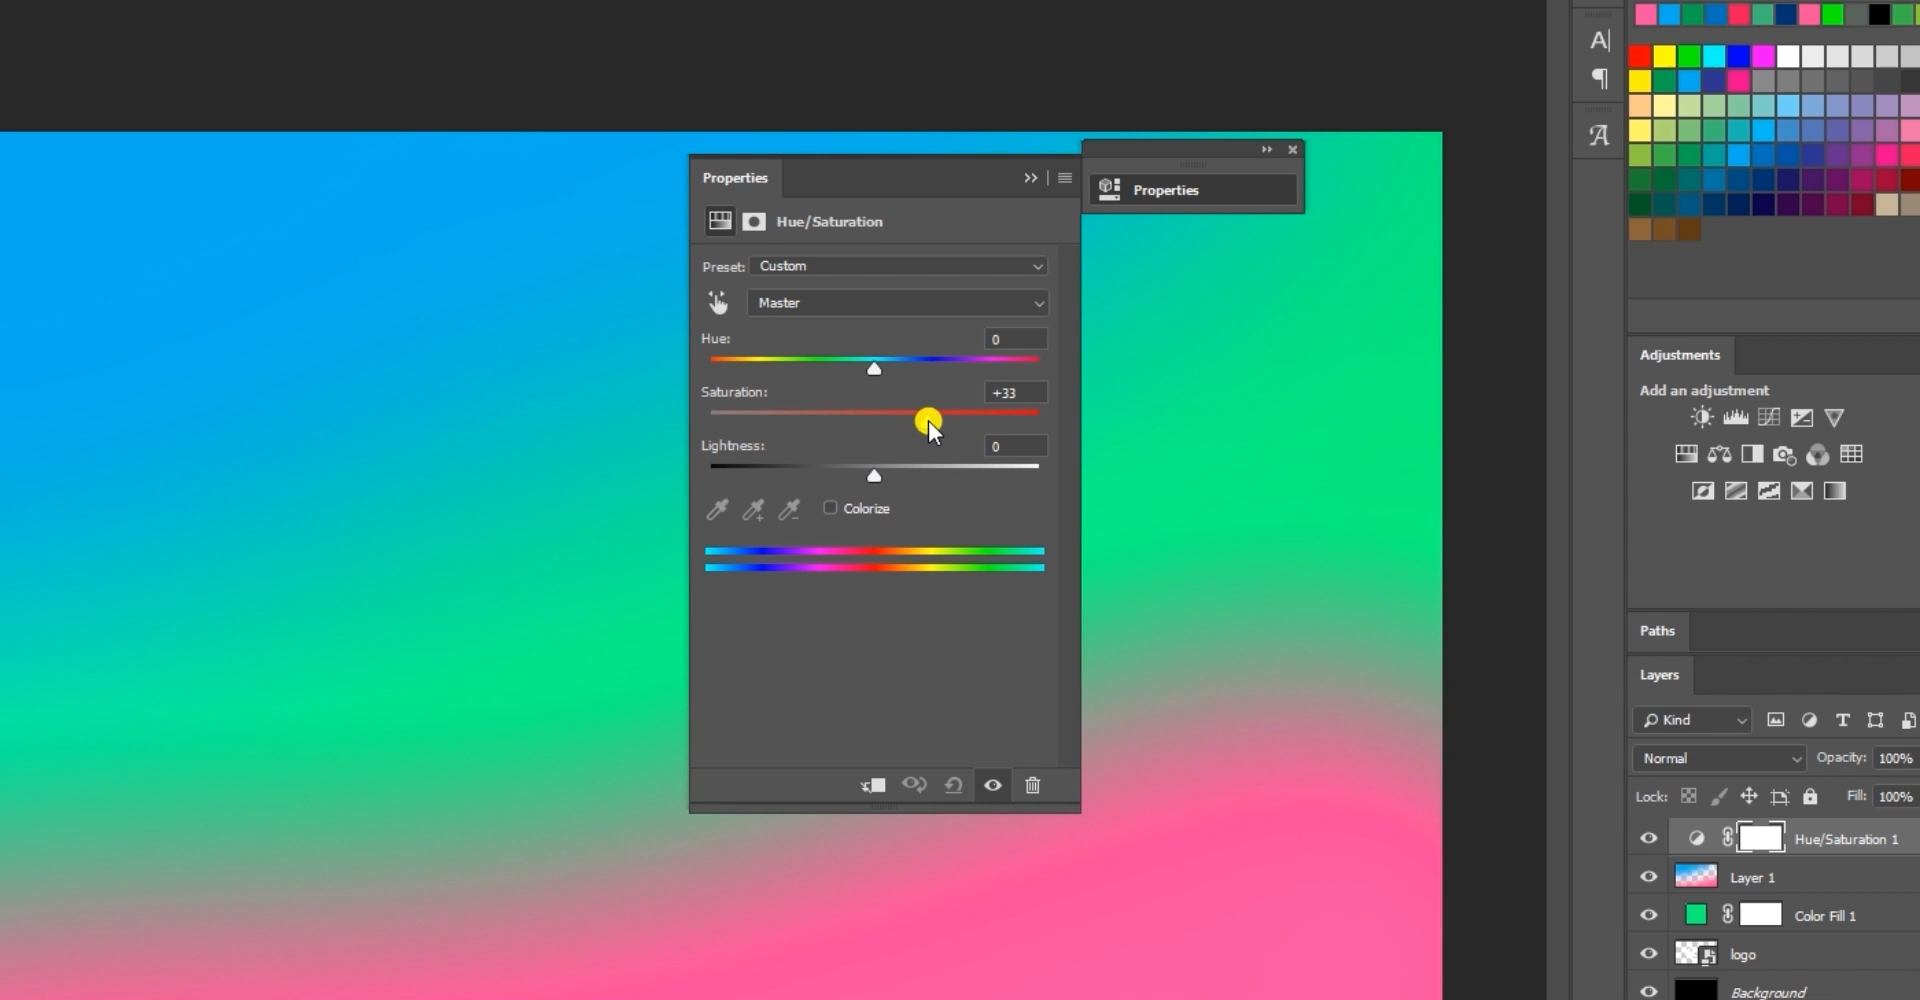 Properties
Hue/Saturation
Preset: Custom
Master
Hue: 0
Saturation: +33
Lightness: 0
Colorize
Properties
A|
¶
A
Adjustments
Add an adjustment
Paths
Layers
Kind
T
Normal Opacity: 100%
Lock: Fill: 100%
Hue/Saturation 1
Layer 1
Color Fill 1
logo
Background